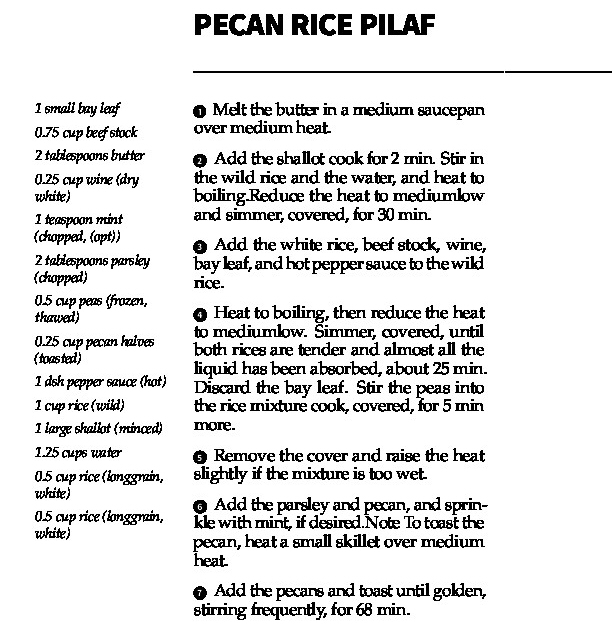 PECAN RICE PILAF
1 small bay leaf
0.75 cup beef stock
2 tablespoons butter
0.25 cup wine (dry
white)
1 teaspoon mint
(chopped, (opt))
2 tablespoons parsley
(chopped)
0.5 cup peas (frozen,
thawed)
0.25 cup pecan halves
(toasted)
1 dsh pepper sauce (hot)
1 cup rice (wild)
1 large shallot (minced)
1.25 cups water
0.5 cup rice (longgrain,
white)
0.5 cup rice (longgrain,
white)
1 Melt the butter in a medium saucepan
over medium heat.
2 Add the shallot cook for 2 min. Stir in
the wild rice and the water, and heat to
boiling.Reduce the heat to mediumlow
and simmer, covered, for 30 min.
3 Add the white rice, beef stock, wine,
bay leaf, and hot pepper sauce to the wild
rice.
4 Heat to boiling, then reduce the heat
to mediumlow. Simmer, covered, until
both rices are tender and almost all the
liquid has been absorbed, about 25 min.
Discard the bay leaf. Stir the peas into
the rice mixture cook, covered, for 5 min
more.
5 Remove the cover and raise the heat
slightly if the mixture is too wet.
6 Add the parsley and pecan, and sprin-
kle with mint, if desired.Note To toast the
pecan, heat a small skillet over medium
heat.
7 Add the pecans and toast until golden,
stirring frequently, for 68 min.